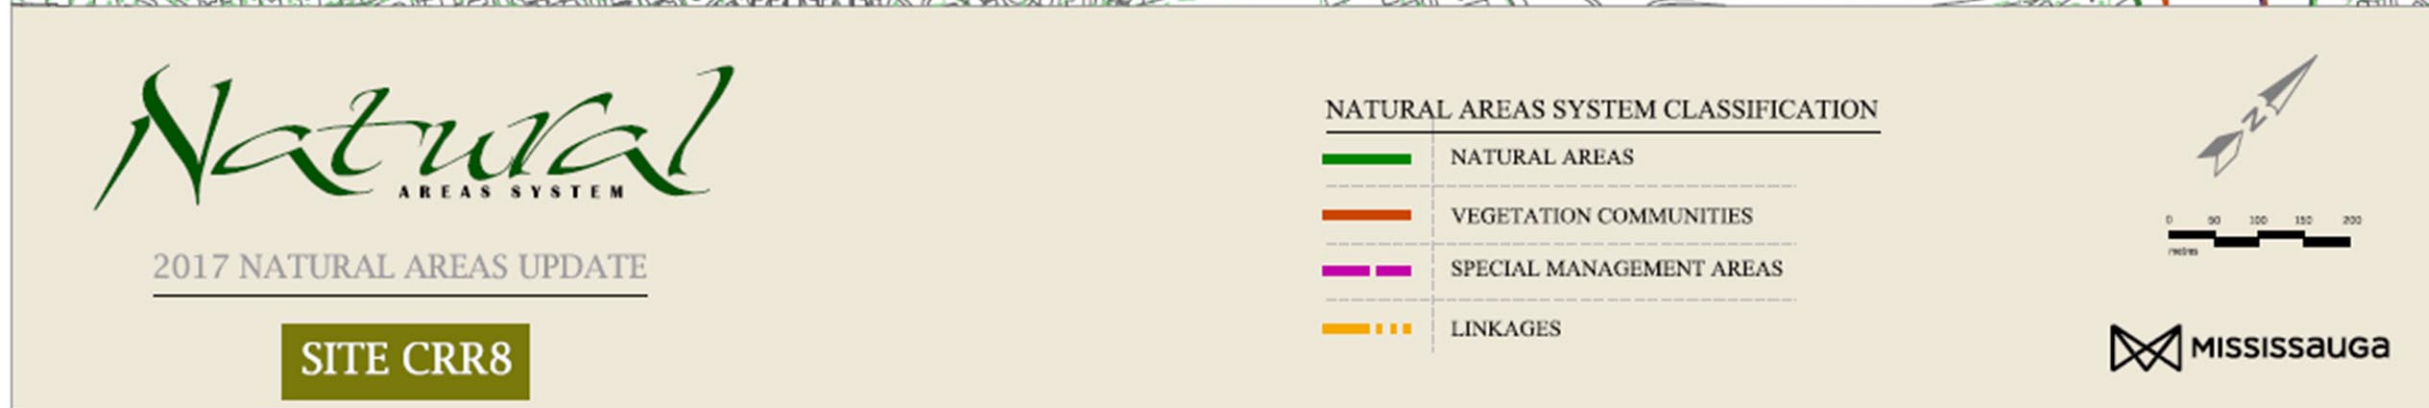 Natural
AREAS SYSTEM
2017 NATURAL AREAS UPDATE
SITE CRR8
NATURAL AREAS SYSTEM CLASSIFICATION
NATURAL AREAS
VEGETATION COMMUNITIES
SPECIAL MANAGEMENT AREAS
LINKAGES
N
0 50 100 150 200
metres
MISSISSauGa